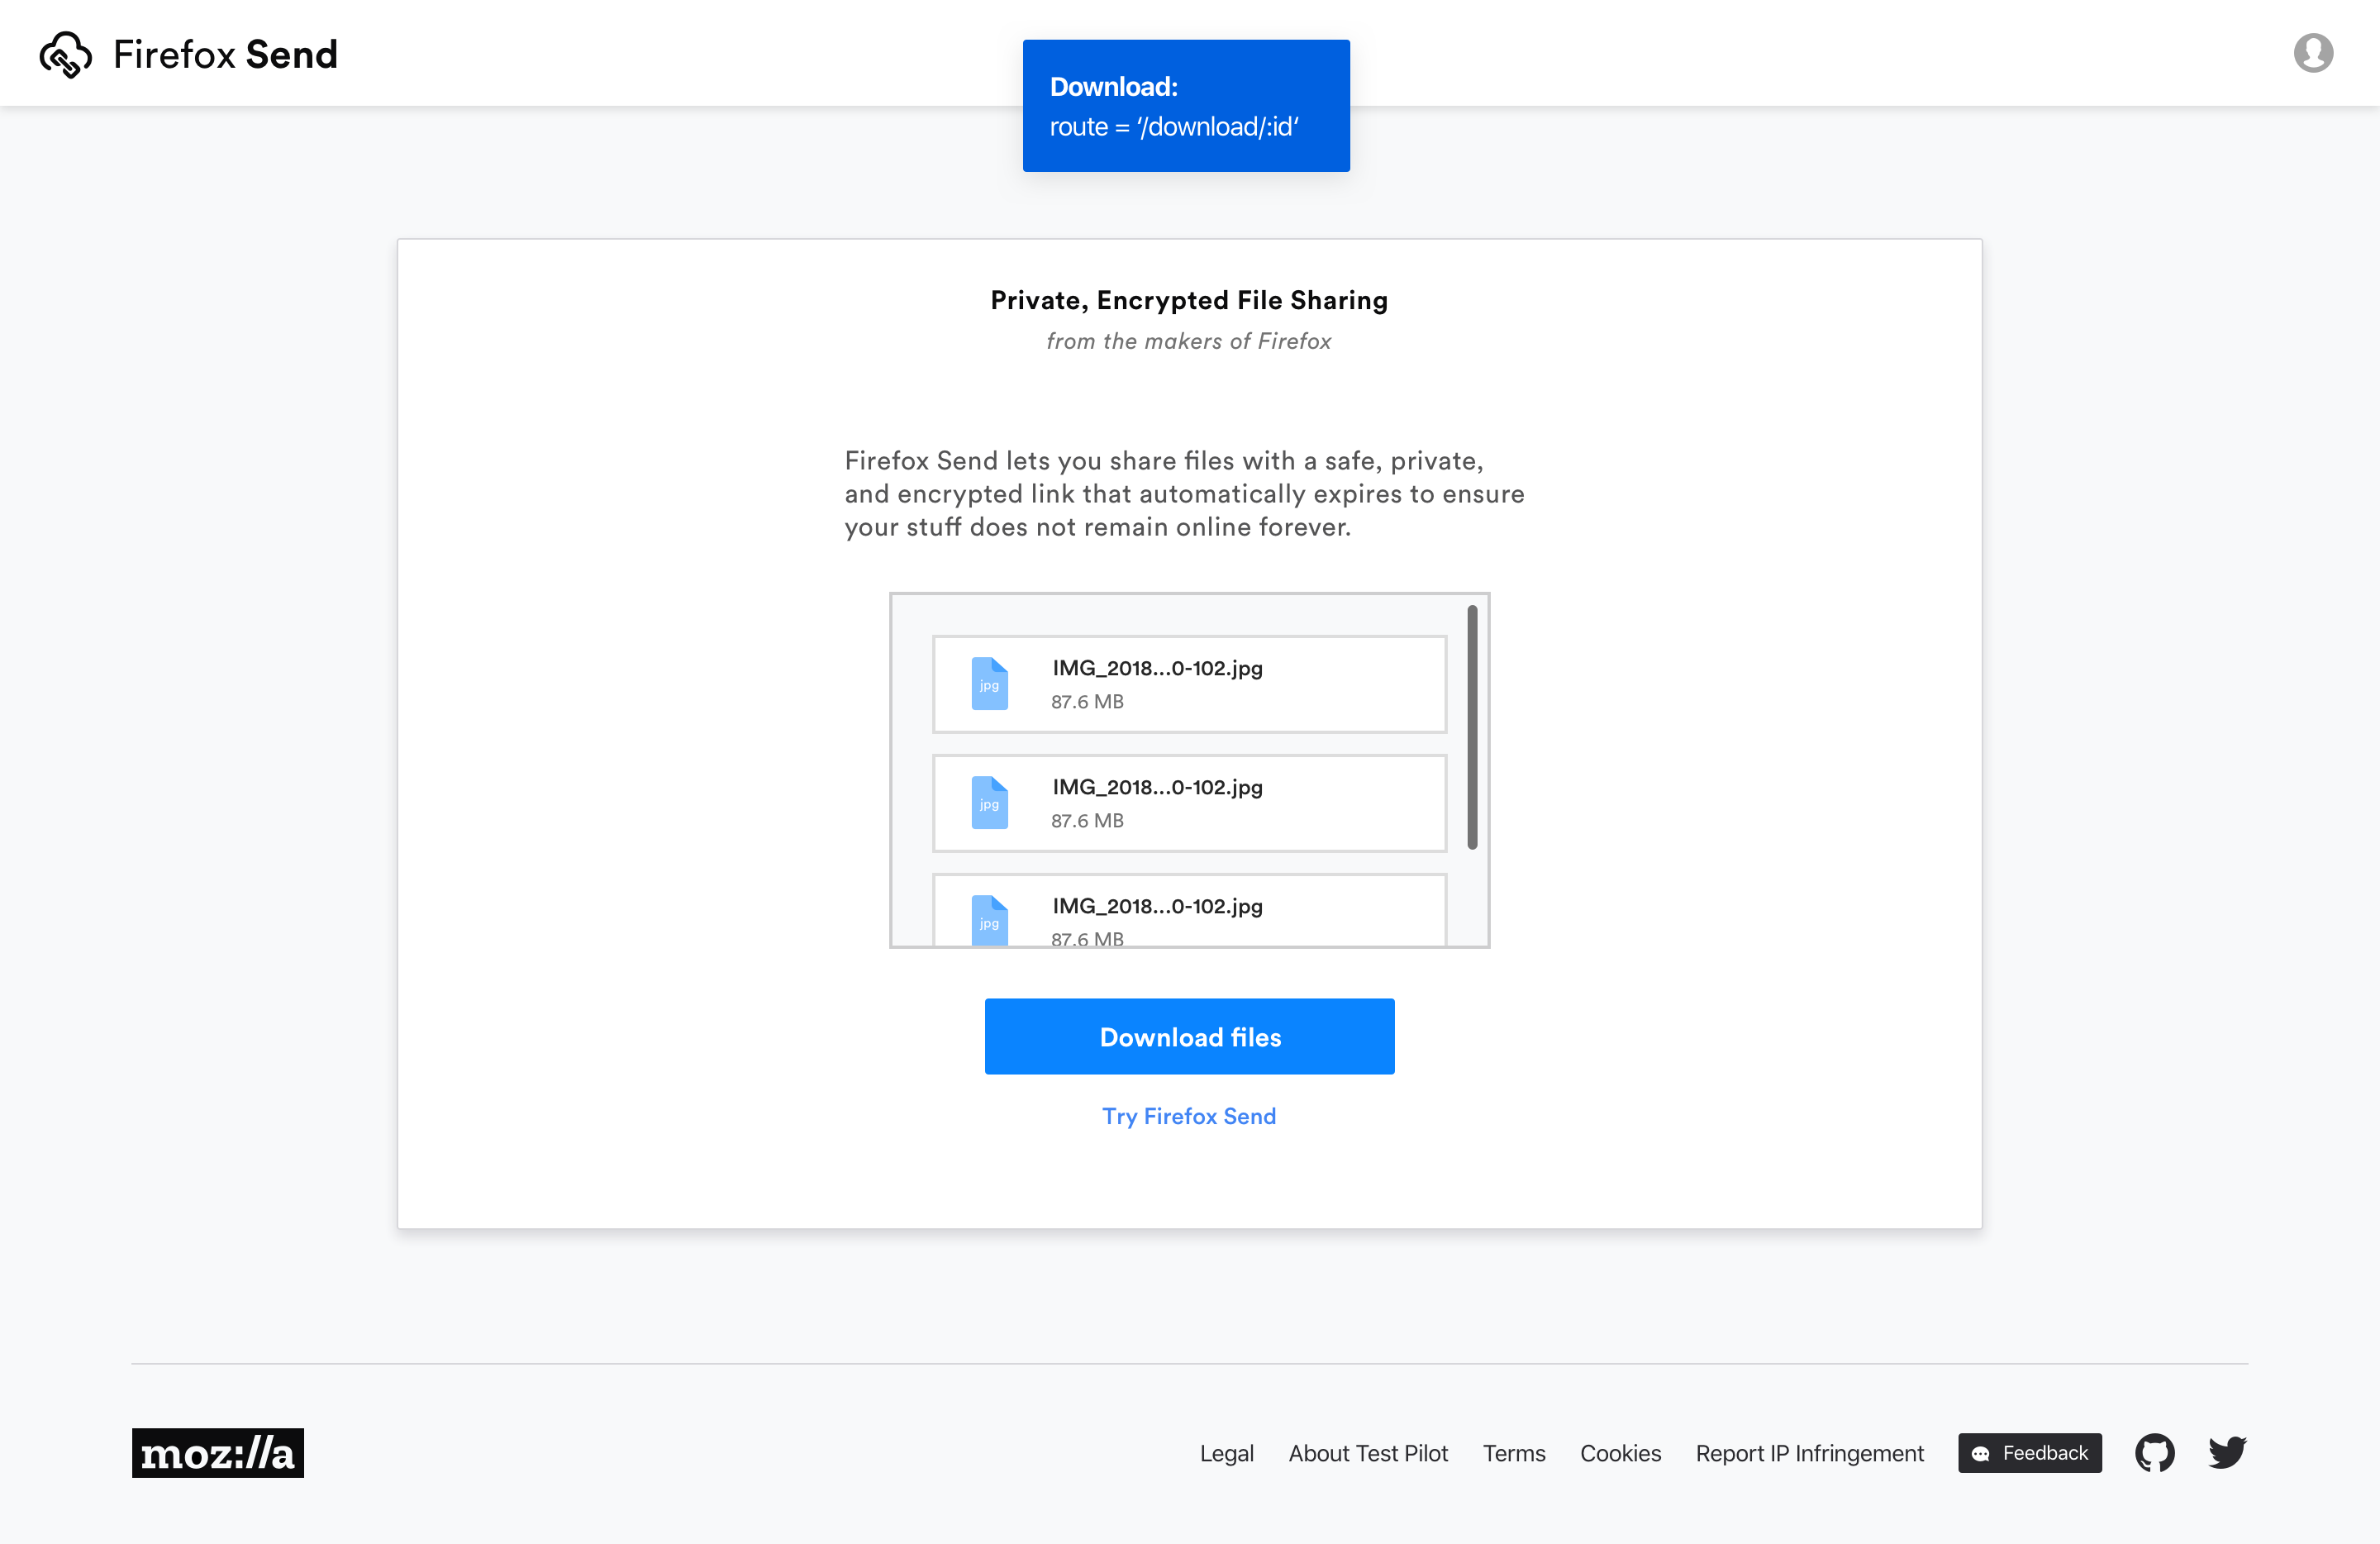 Firefox Send
Download:
route = ‘/download/:id‘
Private, Encrypted File Sharing
from the makers of Firefox
Firefox Send lets you share files with a safe, private,
and encrypted link that automatically expires to ensure
your stuff does not remain online forever.
jpg
IMG_2018...0-102.jpg
87.6 MB
jpg
IMG_2018...0-102.jpg
87.6 MB
jpg
IMG_2018...0-102.jpg
87.6 MB
Download files
Try Firefox Send
moz://a
Legal About Test Pilot Terms Cookies Report IP Infringement Feedback